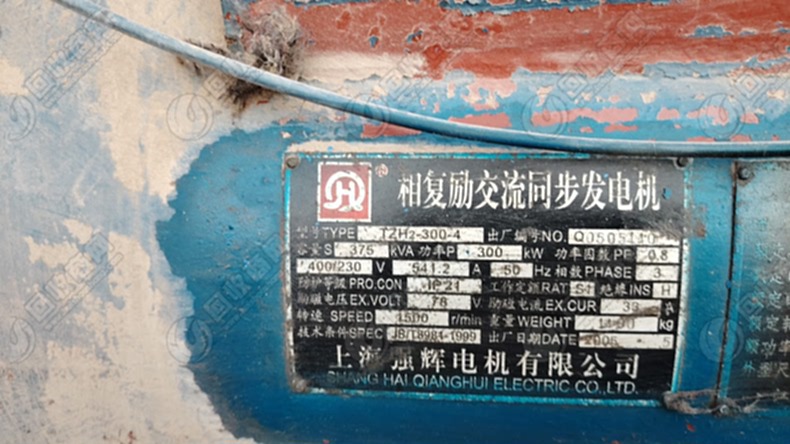 相复励交流同步发电机
型号TYPE TZH2-300-4 出厂编号NO.
容量S 375 kVA 功率P 300 kW 功率因数PF 0.8
400/230 V 541.2 A 50 Hz 相数PHASE 3
防护等级PRO.CON IP21 工作定额RAT S1 绝缘INS H
励磁电压EX.VOLT 78 V 励磁电流EX.CUR A
转速 SPEED 1500 r/min 重量WEIGHT kg
技术条件SPEC JB/T8981-1999 出厂日期DATE 2005 5
上海强辉电机有限公司
SHANG HAI QIANGHUI ELECTRIC CO.,LTD.